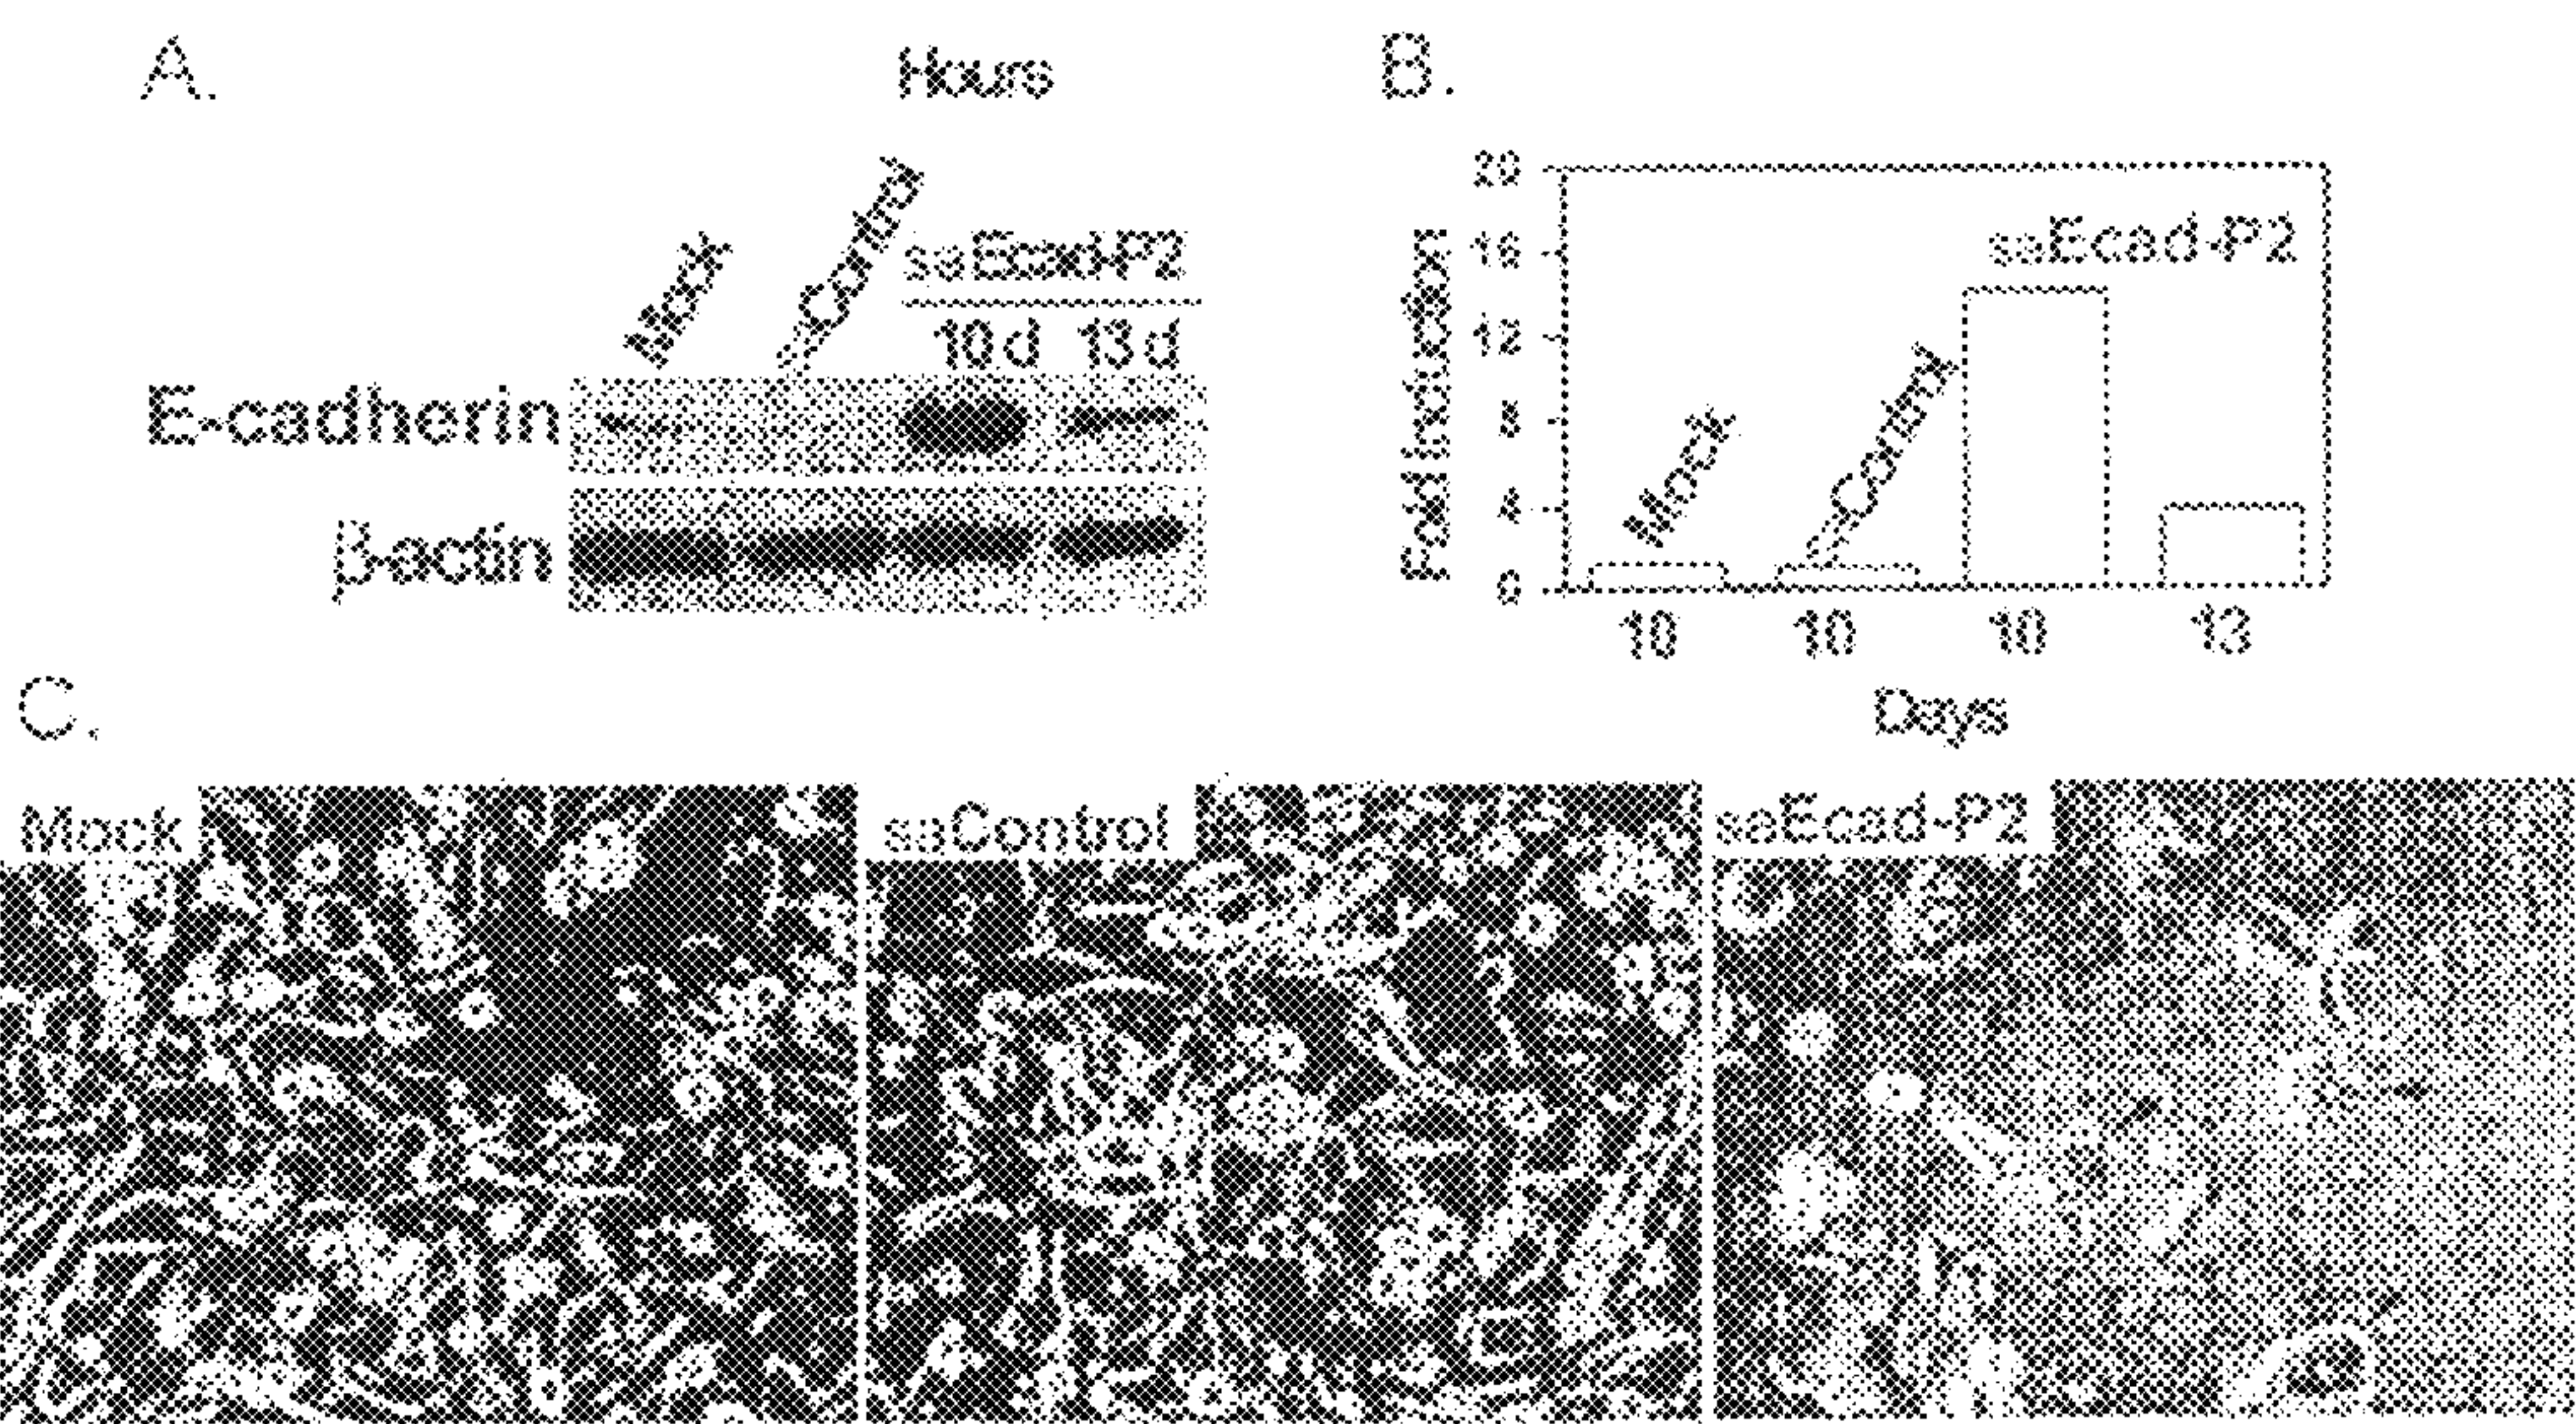 A.
Hours
Mock
saControl
saEcad-P2
10 d 13 d
E-cadherin
β-actin
B.
Fold Induction
20
16
12
8
4
0
Mock
saControl
saEcad-P2
10 10 10 13
Days
C.
Mock
saControl
saEcad-P2